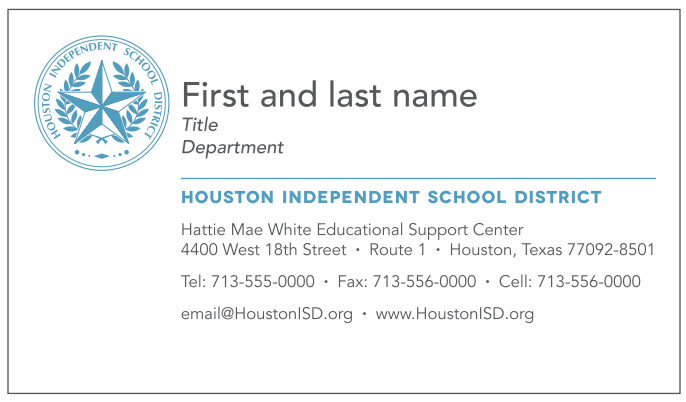 HOUSTON INDEPENDENT SCHOOL DISTRICT
First and last name
Title
Department
HOUSTON INDEPENDENT SCHOOL DISTRICT
Hattie Mae White Educational Support Center
4400 West 18th Street · Route 1 · Houston, Texas 77092-8501
Tel: 713-555-0000 · Fax: 713-556-0000 · Cell: 713-556-0000
email@HoustonISD.org · www.HoustonISD.org